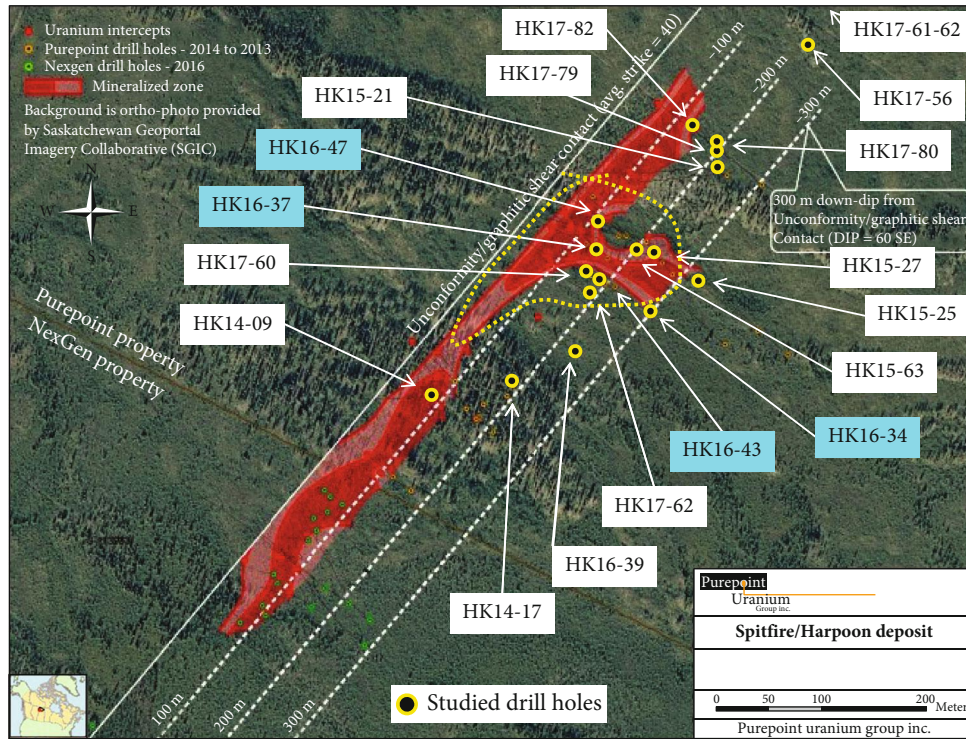 Uranium intercepts
Purepoint drill holes - 2014 to 2013
Nexgen drill holes - 2016
Mineralized zone
Background is ortho-photo provided
by Saskatchewan Geoportal
Imagery Collaborative (SGIC)
HK17-82
HK17-79
HK15-21
HK16-47
HK16-37
HK17-60
HK14-09
W
E
Unconformity/graphitic shear contact (avg. strike = 40)
–100 m
200 m
–300 m
HK17-61-62
HK17-56
HK17-80
300 m down-dip from
Unconformity/graphitic shear
Contact (DIP = 60 SE)
HK15-27
HK15-25
HK15-63
HK16-34
HK16-43
HK17-62
HK16-39
HK14-17
Purepoint property
NexGen property
100 m
200 m
300 m
Studied drill holes
Purepoint
Uranium
Group inc.
Spitfire/Harpoon deposit
0 50 100 200
Meter
Purepoint uranium group inc.